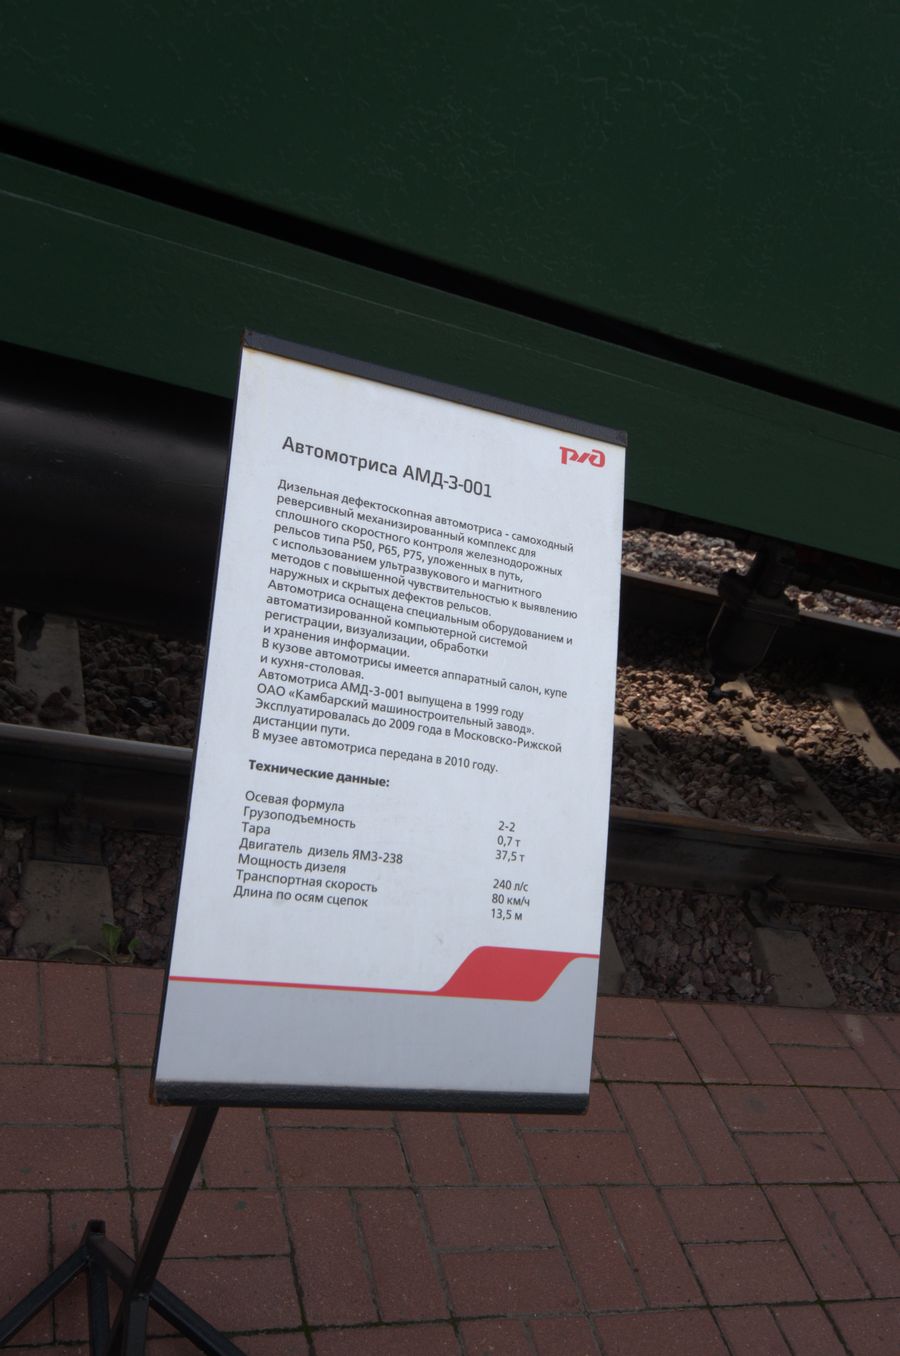 ржд
Автомотриса АМД-3-001
Дизельная дефектоскопная автомотриса - самоходный
реверсивный механизированный комплекс для
сплошного скоростного контроля железнодорожных
рельсов типа Р50, Р65, Р75, уложенных в путь,
с использованием ультразвукового и магнитного
методов с повышенной чувствительностью к выявлению
наружных и скрытых дефектов рельсов.
Автомотриса оснащена специальным оборудованием и
автоматизированной компьютерной системой
регистрации, визуализации, обработки
и хранения информации.
В кузове автомотрисы имеется аппаратный салон, купе
и кухня-столовая.
Автомотриса АМД-3-001 выпущена в 1999 году
ОАО «Камбарский машиностроительный завод».
Эксплуатировалась до 2009 года в Московско-Рижской
дистанции пути.
В музее автомотриса передана в 2010 году.
Технические данные:
Осевая формула 2-2
Грузоподъемность 0,7 т
Тара 37,5 т
Двигатель дизель ЯМЗ-238
Мощность дизеля 240 л/с
Транспортная скорость 80 км/ч
Длина по осям сцепок 13,5 м